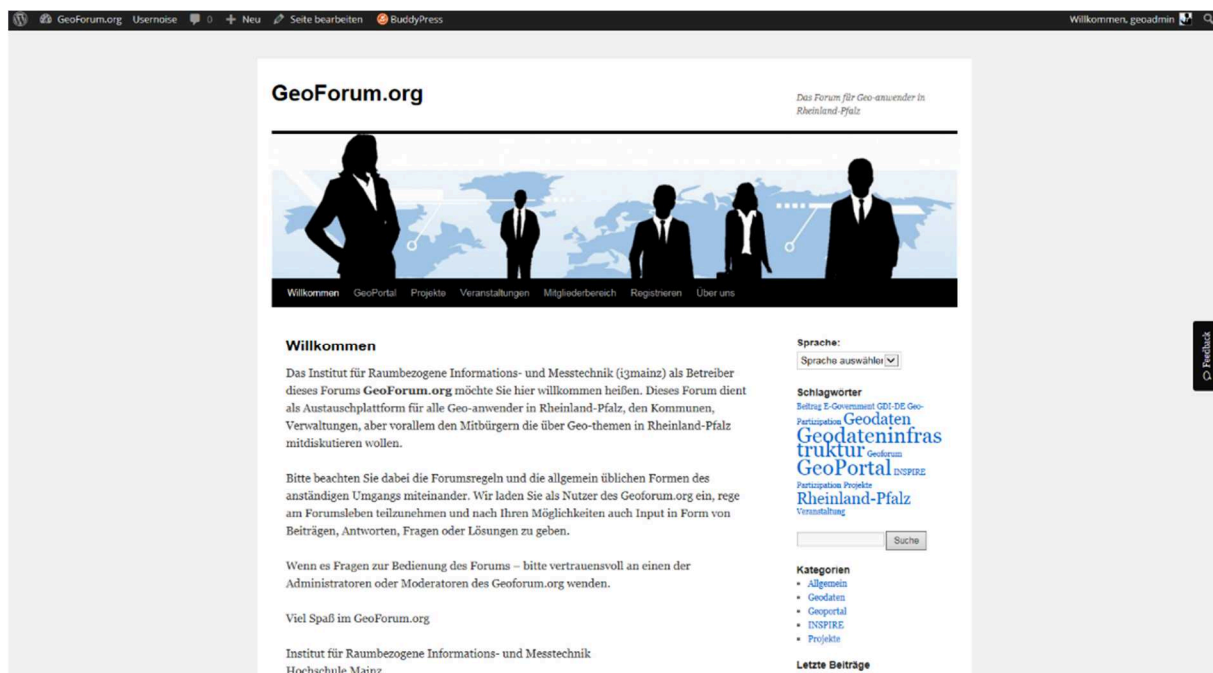 GeoForum.org Usernoise 0 Neu Seite bearbeiten BuddyPress Willkommen, geoadmin
GeoForum.org
Das Forum für Geo-anwender in
Rheinland-Pfalz
Willkommen GeoPortal Projekte Veranstaltungen Mitgliederbereich Registrieren Über uns
Willkommen
Das Institut für Raumbezogene Informations- und Messtechnik (i3mainz) als Betreiber
dieses Forums GeoForum.org möchte Sie hier willkommen heißen. Dieses Forum dient
als Austauschplattform für alle Geo-anwender in Rheinland-Pfalz, den Kommunen,
Verwaltungen, aber vorallem den Mitbürgern die über Geo-themen in Rheinland-Pfalz
mitdiskutieren wollen.
Bitte beachten Sie dabei die Forumsregeln und die allgemein üblichen Formen des
anständigen Umgangs miteinander. Wir laden Sie als Nutzer des Geoforum.org ein, rege
am Forumsleben teilzunehmen und nach Ihren Möglichkeiten auch Input in Form von
Beiträgen, Antworten, Fragen oder Lösungen zu geben.
Wenn es Fragen zur Bedienung des Forums – bitte vertrauensvoll an einen der
Administratoren oder Moderatoren des Geoforum.org wenden.
Viel Spaß im GeoForum.org
Institut für Raumbezogene Informations- und Messtechnik
Hochschule Mainz
Sprache:
Sprache auswählen
Schlagwörter
Beitrag E-Government GDI-DE Geo-
Partizipation Geodaten
Geodateninfras
truktur Geoforum
GeoPortal INSPIRE
Partizipation Projekte
Rheinland-Pfalz
Veranstaltung
Suche
Kategorien
Allgemein
Geodaten
Geoportal
INSPIRE
Projekte
Letzte Beiträge
Feedback